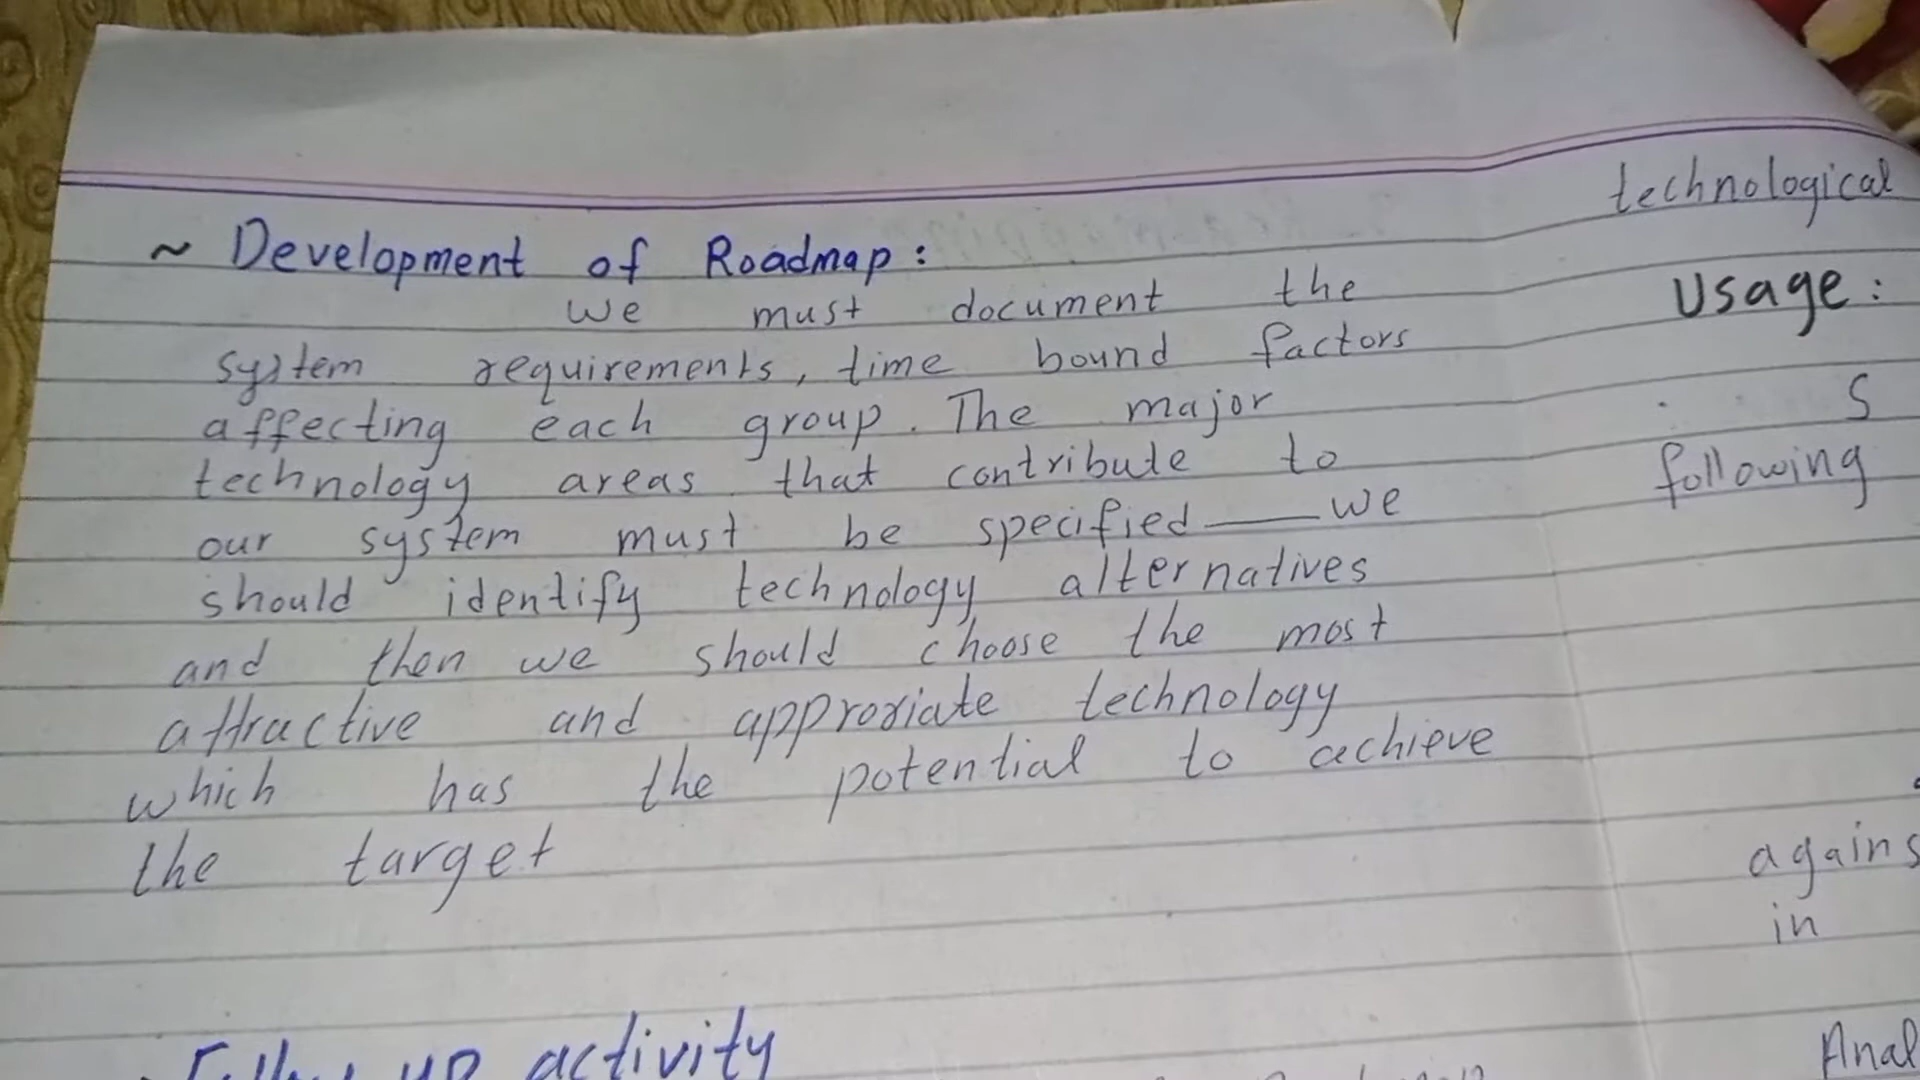 ~ Development of Roadmap:
we must document the
system requirements, time bound factors
affecting each group. The major
technology areas that contribute to
our system must be specified — we
should identify technology alternatives
and then we should choose the most
attractive and approriate technology
which has the potential to achieve
the target
activity
technological
Usage:
S
following
agains
in
Anal